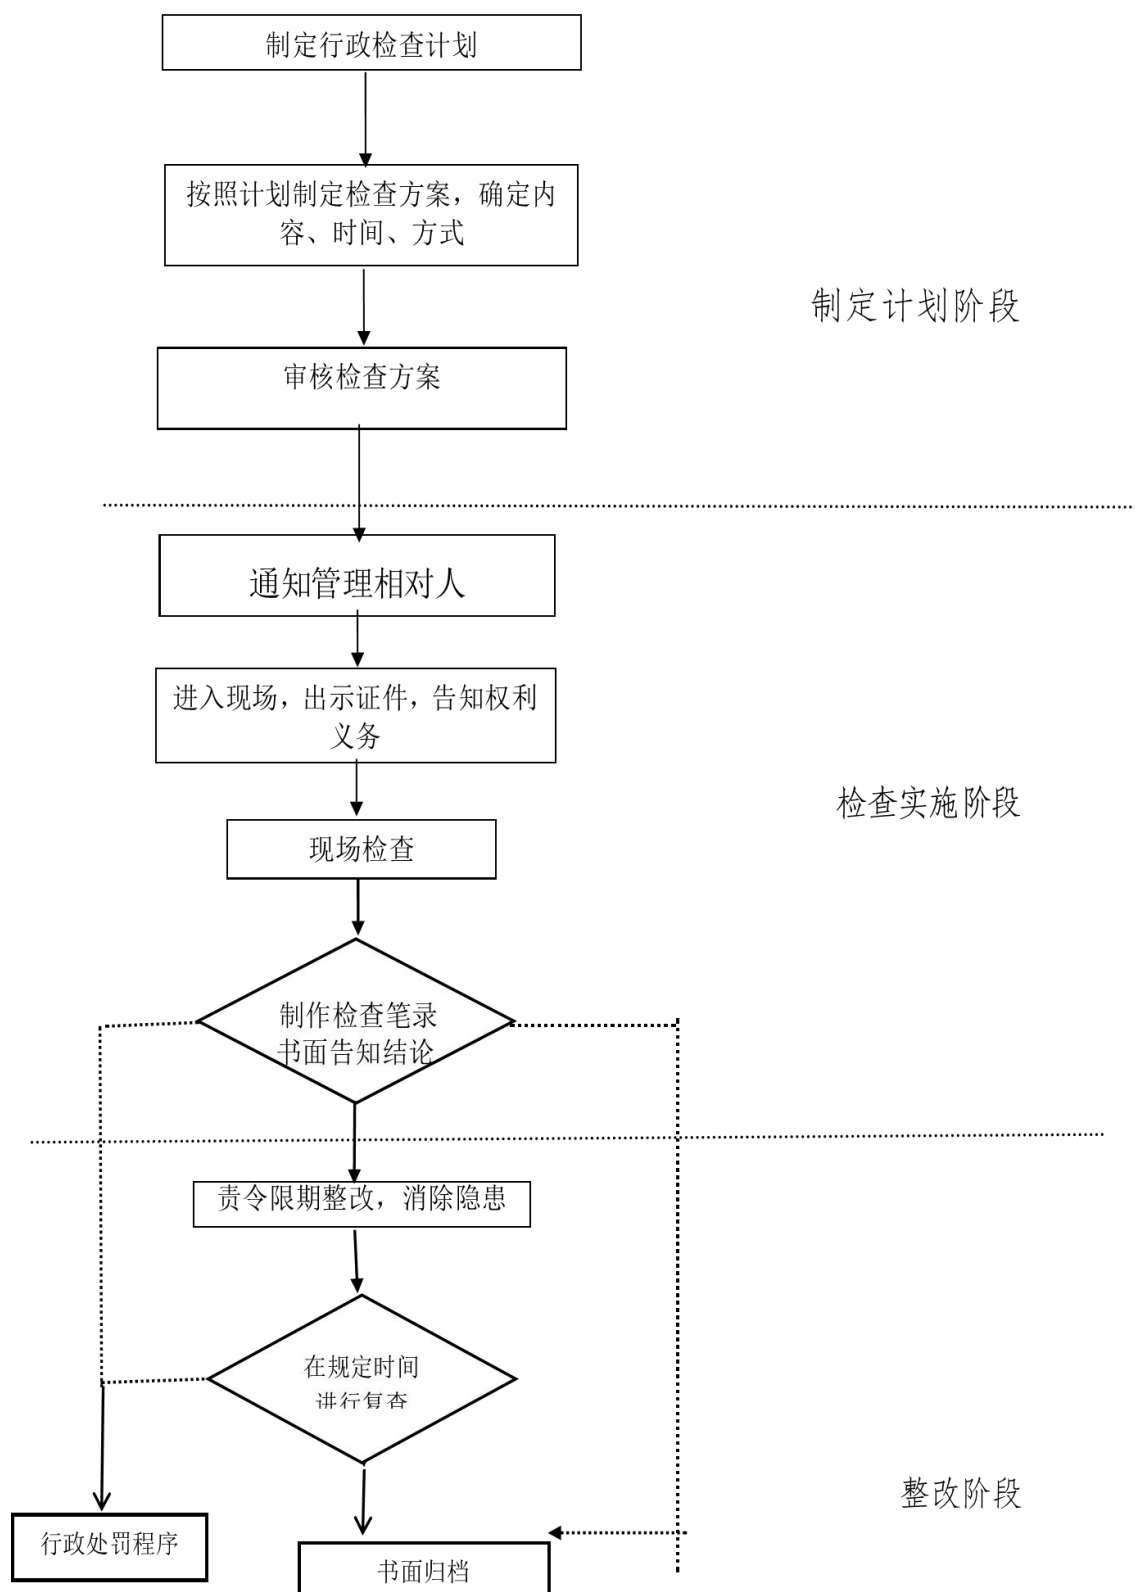 制定行政检查计划
按照计划制定检查方案，确定内
容、时间、方式
制定计划阶段
审核检查方案
通知管理相对人
进入现场，出示证件，告知权利
义务
检查实施阶段
现场检查
制作检查笔录
书面告知结论
责令限期整改，消除隐患
在规定时间
进行复查
整改阶段
行政处罚程序
书面归档